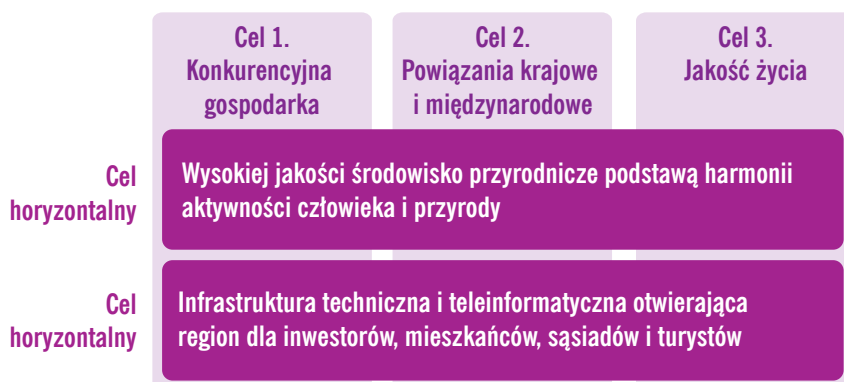 Cel 1.
Konkurencyjna
gospodarka
Cel 2.
Powiązania krajowe
i międzynarodowe
Cel 3.
Jakość życia
Cel
horyzontalny
Wysokiej jakości środowisko przyrodnicze podstawą harmonii
aktywności człowieka i przyrody
Cel
horyzontalny
Infrastruktura techniczna i teleinformatyczna otwierająca
region dla inwestorów, mieszkańców, sąsiadów i turystów